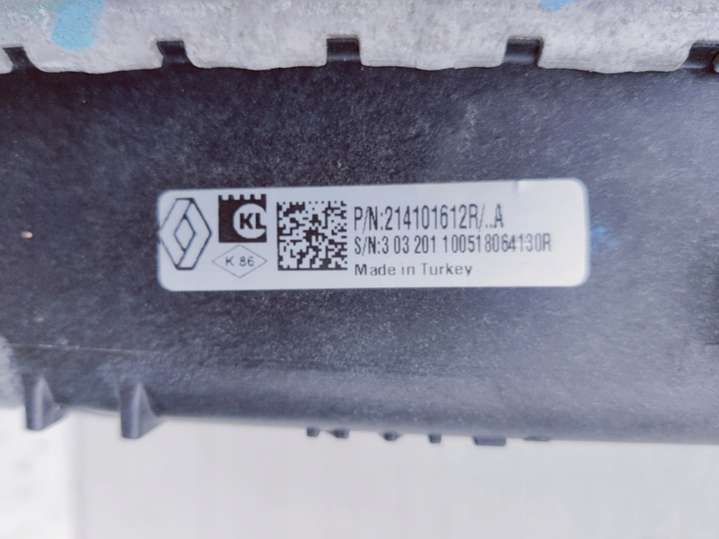 KL
K 86
P/N:214101612R/..A
S/N:3 03 201 100518064130R
Made in Turkey